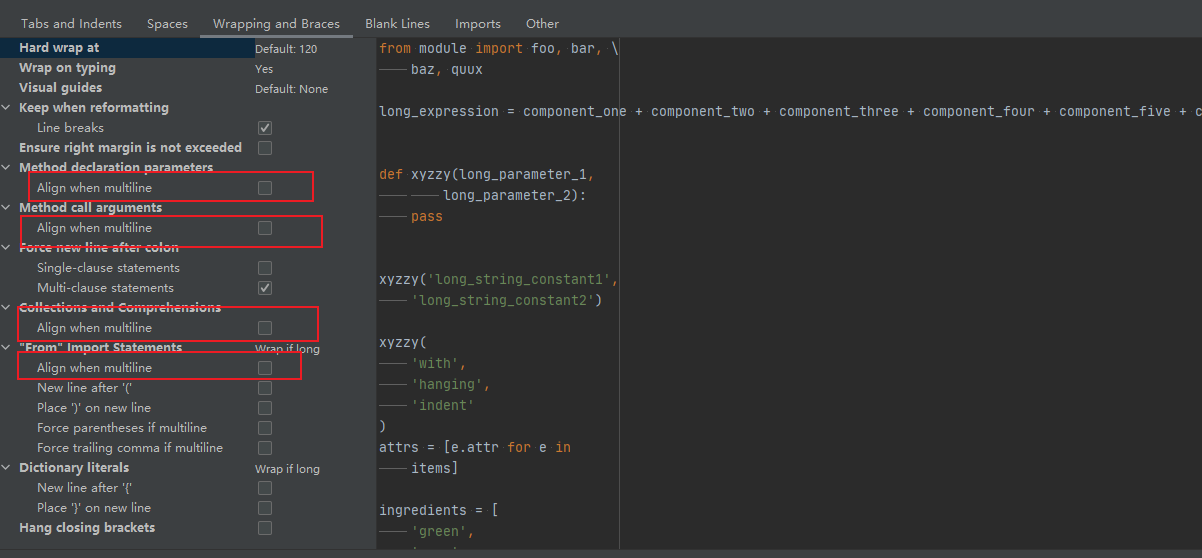 Tabs and Indents Spaces Wrapping and Braces Blank Lines Imports Other
Hard wrap at Default: 120
Wrap on typing Yes
Visual guides Default: None
Keep when reformatting
Line breaks
Ensure right margin is not exceeded
Method declaration parameters
Align when multiline
Method call arguments
Align when multiline
Force new line after colon
Single-clause statements
Multi-clause statements
Collections and Comprehensions
Align when multiline
"From" Import Statements Wrap if long
Align when multiline
New line after '('
Place ')' on new line
Force parentheses if multiline
Force trailing comma if multiline
Dictionary literals Wrap if long
New line after '{'
Place '}' on new line
Hang closing brackets
from module import foo, bar, \
baz, quux
long_expression = component_one + component_two + component_three + component_four + component_five + c
def xyzzy(long_parameter_1,
long_parameter_2):
pass
xyzzy('long_string_constant1',
'long_string_constant2')
xyzzy(
'with',
'hanging',
'indent'
)
attrs = [e.attr for e in
items]
ingredients = [
'green',